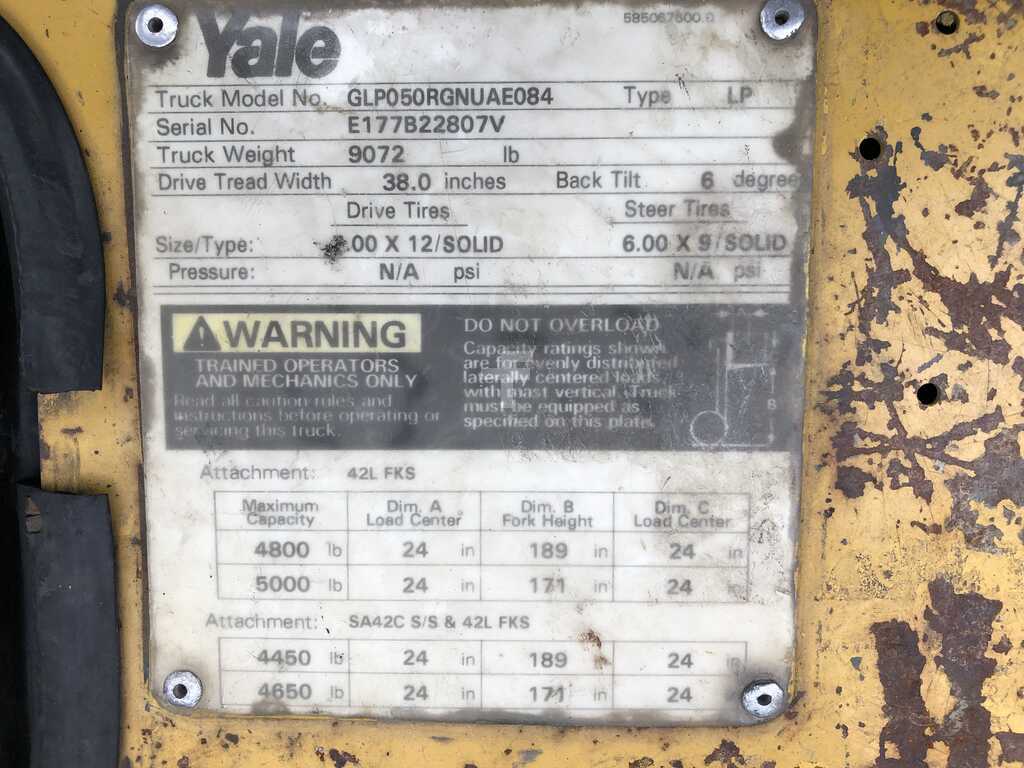 Yale
Truck Model No. GLP050RGNUAE084 Type LP
Serial No. E177B22807V
Truck Weight 9072 lb
Drive Tread Width 38.0 inches Back Tilt 6 degree
Drive Tires Steer Tires
Size/Type: .00 X 12/SOLID 6.00 X 9/SOLID
Pressure: N/A psi N/A psi
WARNING
TRAINED OPERATORS
AND MECHANICS ONLY
Read all caution rules and
instructions before operating or
servicing this truck.
DO NOT OVERLOAD
Capacity ratings shown
are for evenly distributed
laterally centered loads
with mast vertical. Truck
must be equipped as
specified on this plate.
A
B
Attachment: 42L FKS
Maximum Capacity Dim. A Load Center Dim. B Fork Height Dim. C Load Center
4800 lb 24 in 189 in 24 in
5000 lb 24 in 171 in 24 in
Attachment: SA42C S/S & 42L FKS
4450 lb 24 in 189 24 in
4650 lb 24 in 171 in 24